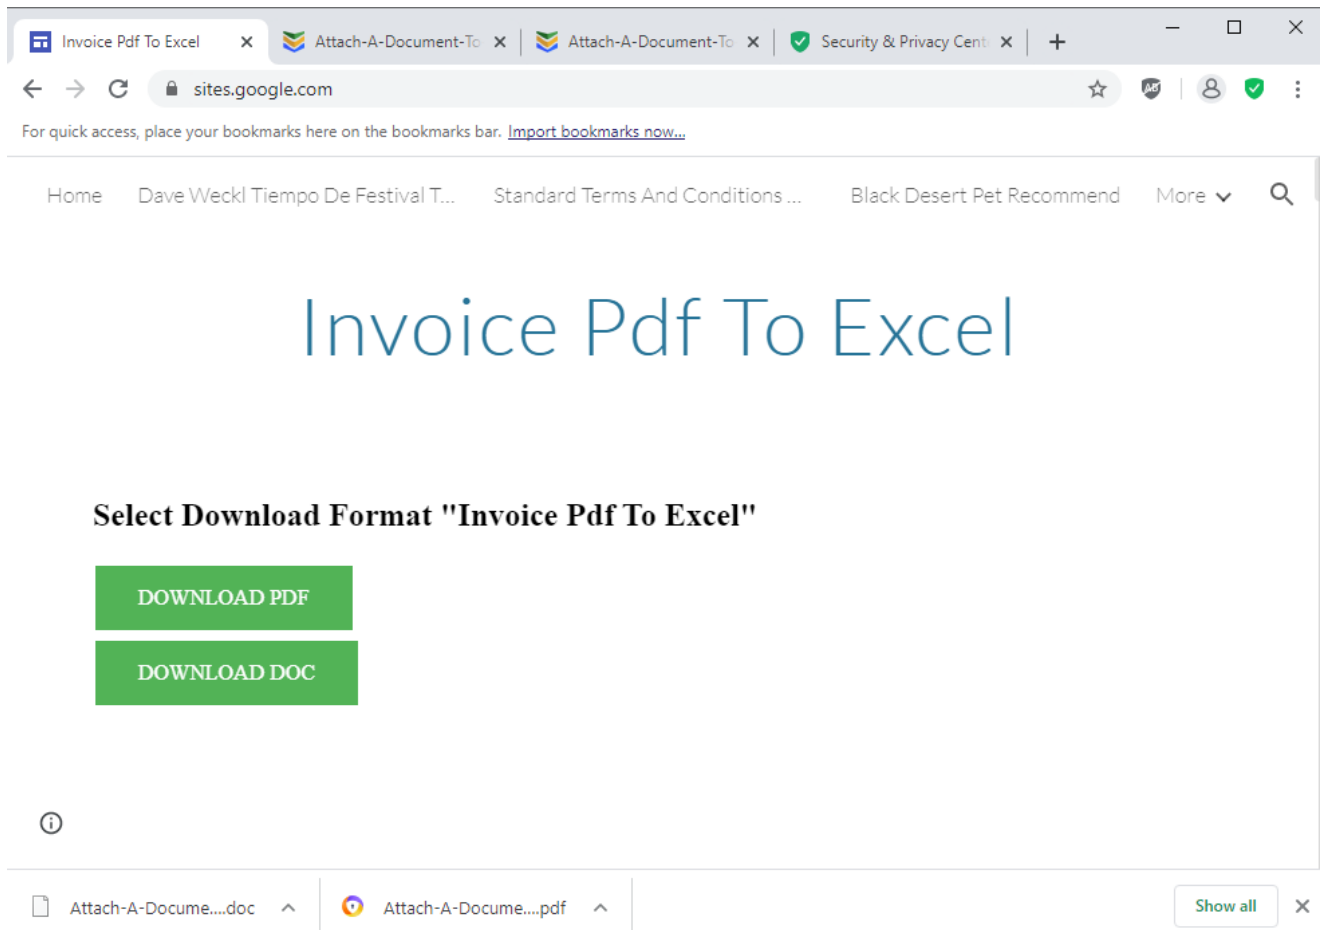 Invoice Pdf To Excel
Attach-A-Document-To
Attach-A-Document-To
Security & Privacy Cent
sites.google.com
For quick access, place your bookmarks here on the bookmarks bar. Import bookmarks now...
Home Dave Weckl Tiempo De Festival T... Standard Terms And Conditions ... Black Desert Pet Recommend More
Invoice Pdf To Excel
Select Download Format "Invoice Pdf To Excel"
DOWNLOAD PDF
DOWNLOAD DOC
Attach-A-Docume....doc
Attach-A-Docume....pdf
Show all